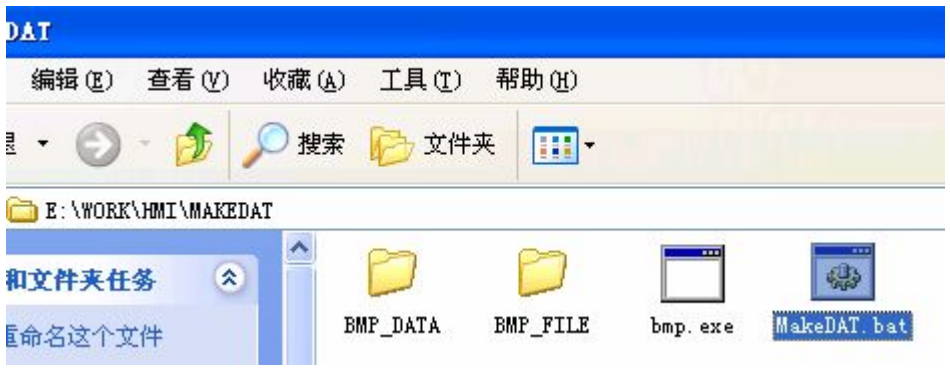 DAT
编辑(E) 查看(V) 收藏(A) 工具(T) 帮助(H)
搜索 文件夹
E:\WORK\HMI\MAKEDAT
和文件夹任务
重命名这个文件
BMP_DATA BMP_FILE bmp.exe MakeDAT.bat